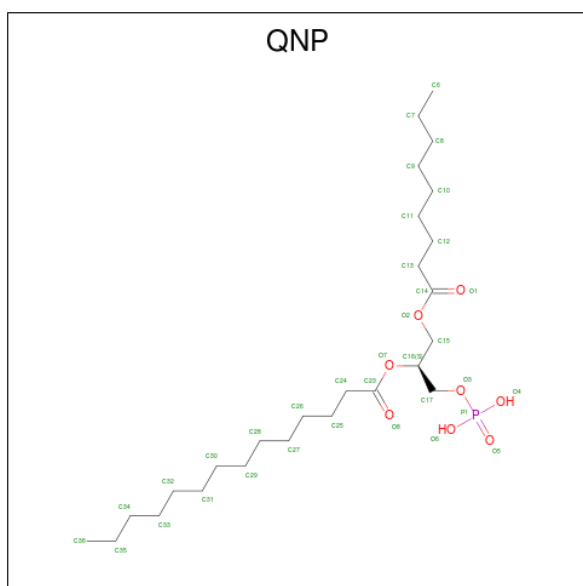 QNP
C6
C7
C8
C9
C10
C11
C12
C13
C14 O1
O2
C15
O7 C16(S)
C24 C23 O3 O4
C17 OH
C26 P1
C25 O8 HO
C28 O6 O5
C27
C30
C29
C32
C31
C34
C33
C36
C35